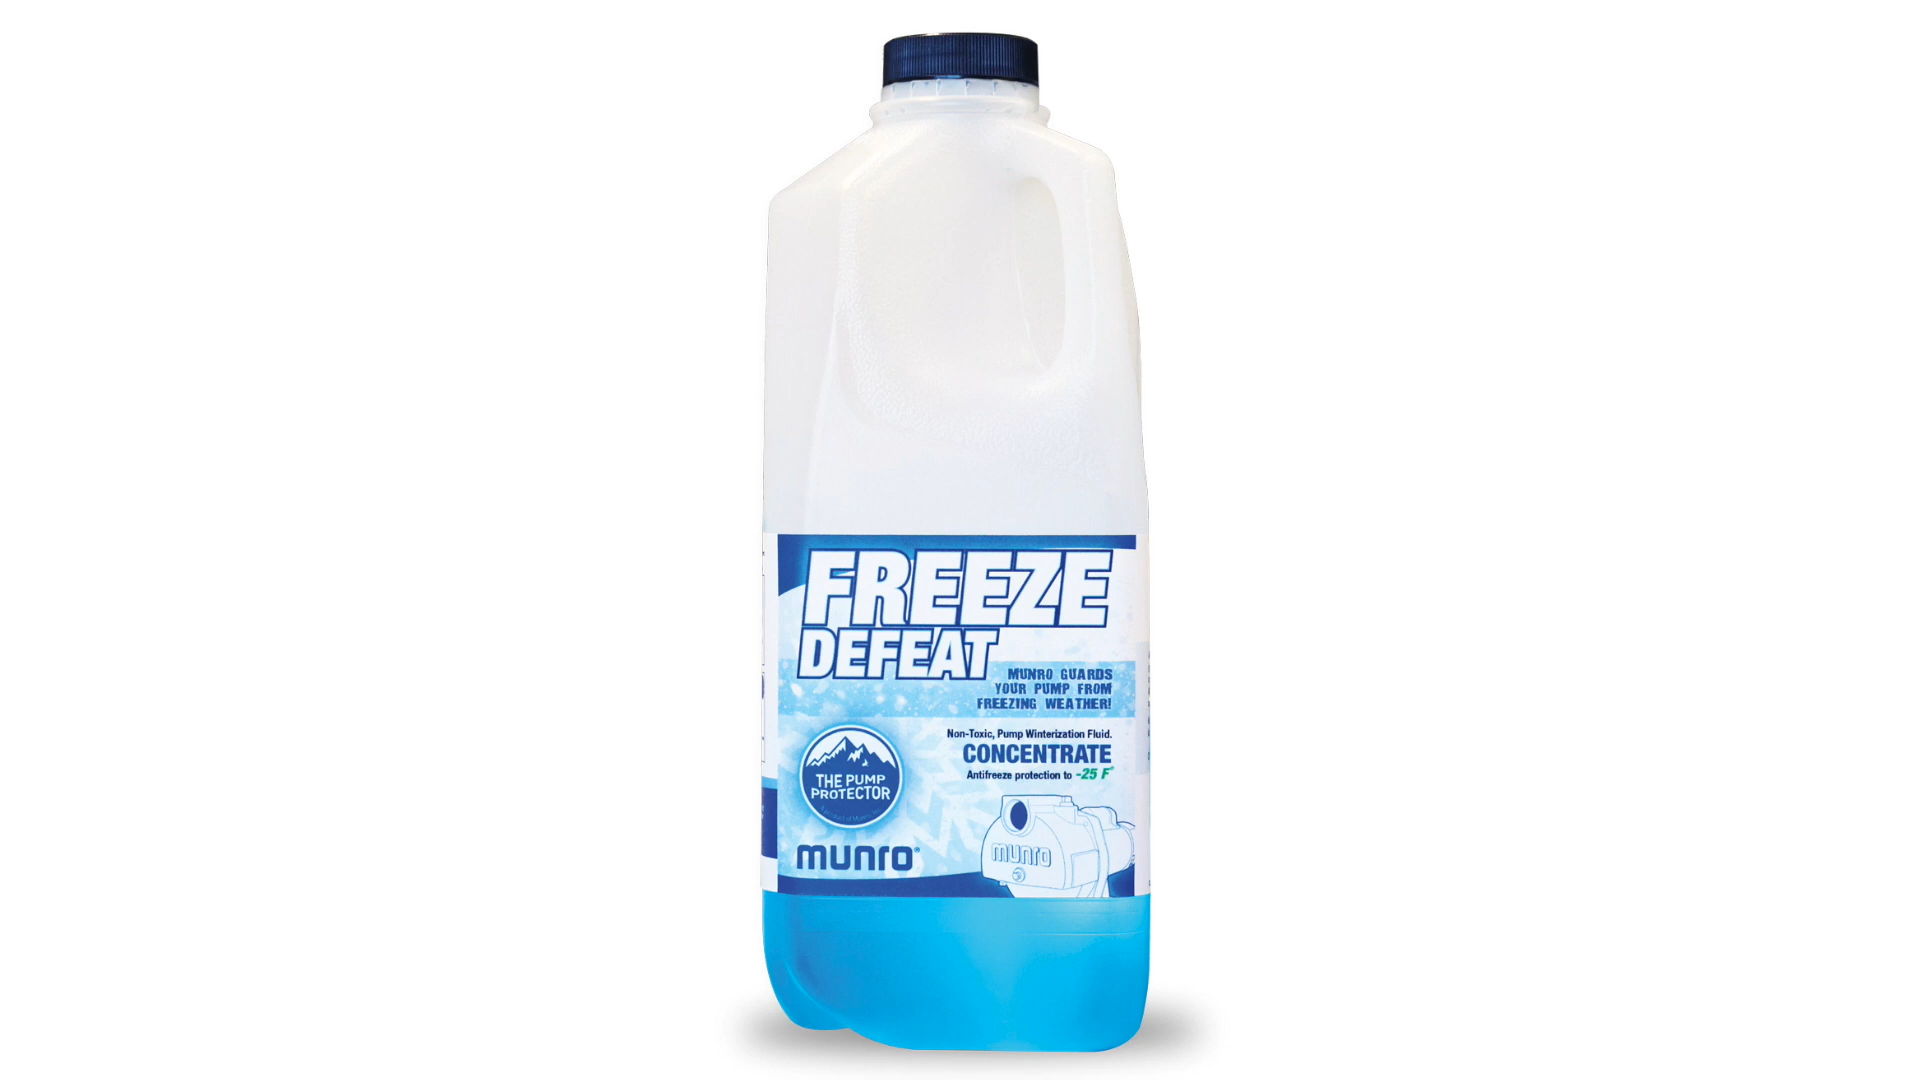 FREEZE
DEFEAT
MUNRO GUARDS
YOUR PUMP FROM
FREEZING WEATHER!
Non-Toxic, Pump Winterization Fluid.
CONCENTRATE
Antifreeze protection to -25 F°
THE PUMP
PROTECTOR
munro®
munro